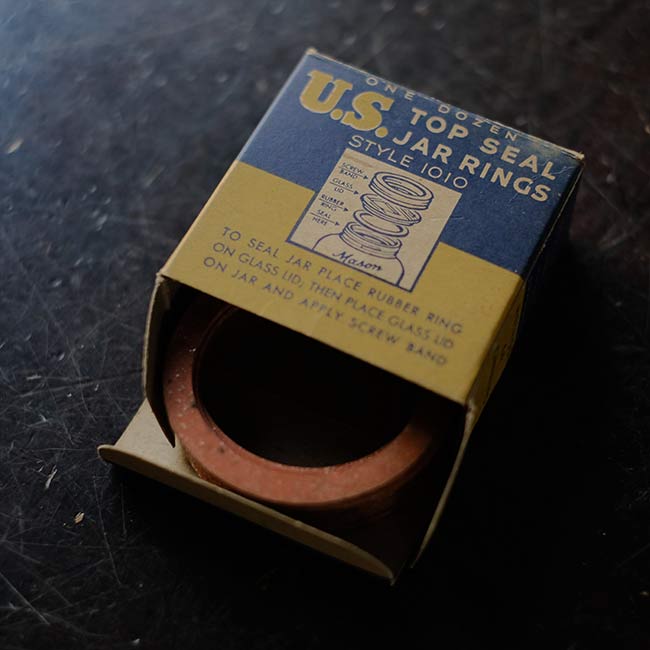 ONE DOZEN
U.S. TOP SEAL
JAR RINGS
STYLE 1010
SCREW
BAND
GLASS
LID
RUBBER
RING
SEAL
HERE
Mason
TO SEAL JAR PLACE RUBBER RING
ON GLASS LID, THEN PLACE GLASS LID
ON JAR AND APPLY SCREW BAND